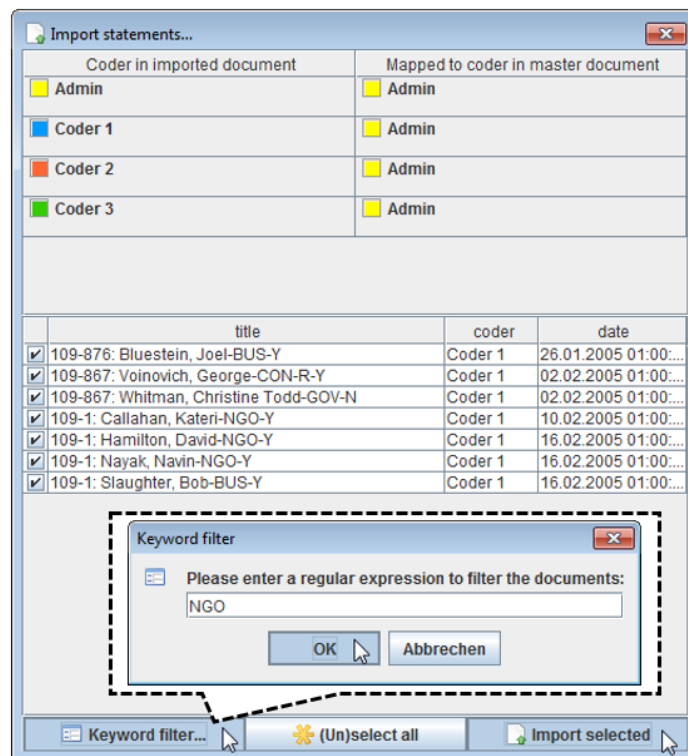 Import statements...
Coder in imported document Mapped to coder in master document
Admin Admin
Coder 1 Admin
Coder 2 Admin
Coder 3 Admin
title coder date
109-876: Bluestein, Joel-BUS-Y Coder 1 26.01.2005 01:00:...
109-867: Voinovich, George-CON-R-Y Coder 1 02.02.2005 01:00:...
109-867: Whitman, Christine Todd-GOV-N Coder 1 02.02.2005 01:00:...
109-1: Callahan, Kateri-NGO-Y Coder 1 10.02.2005 01:00:...
109-1: Hamilton, David-NGO-Y Coder 1 16.02.2005 01:00:...
109-1: Nayak, Navin-NGO-Y Coder 1 16.02.2005 01:00:...
109-1: Slaughter, Bob-BUS-Y Coder 1 16.02.2005 01:00:...
Keyword filter
Please enter a regular expression to filter the documents:
NGO
OK Abbrechen
Keyword filter... (Un)select all Import selected